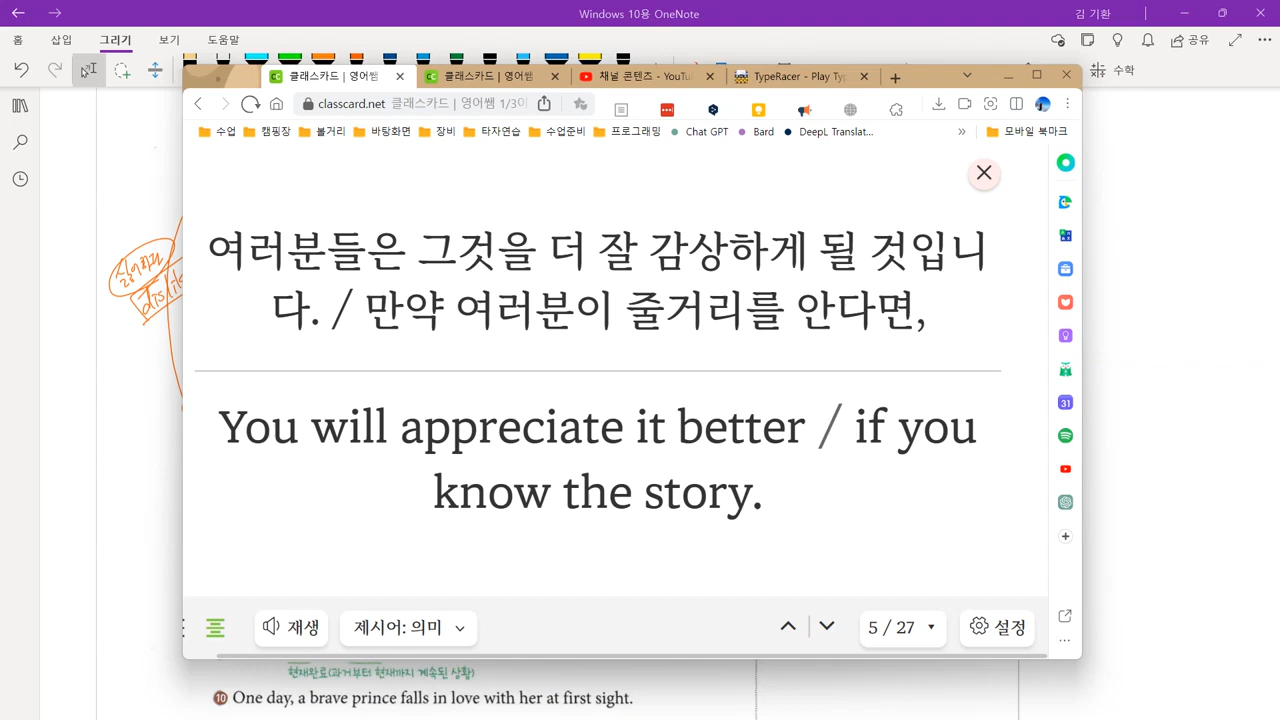 Windows 10용 OneNote
김 기환
홈 삽입 그리기 보기 도움말
공유
수학
클래스카드 | 영어쌤
클래스카드 | 영어쌤
채널 콘텐츠 - YouTu
TypeRacer - Play Typ
classcard.net 클래스카드 | 영어쌤 1/3이
수업 캠핑장 볼거리 바탕화면 장비 타자연습 수업준비 프로그래밍 Chat GPT Bard DeepL Translat... » 모바일 북마크
여러분들은 그것을 더 잘 감상하게 될 것입니
다. / 만약 여러분이 줄거리를 안다면,
싫어하다
You will appreciate it better / if you
know the story.
31
재생 제시어: 의미 5 / 27 설정
현재완료(과거부터 현재까지 계속된 상황)
10 One day, a brave prince falls in love with her at first sight.